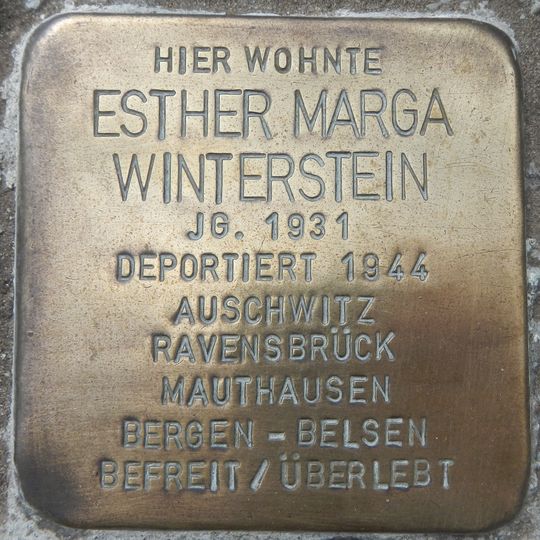 HIER WOHNTE
ESTHER MARGA
WINTERSTEIN
JG. 1931
DEPORTIERT 1944
AUSCHWITZ
RAVENSBRÜCK
MAUTHAUSEN
BERGEN - BELSEN
BEFREIT / ÜBERLEBT